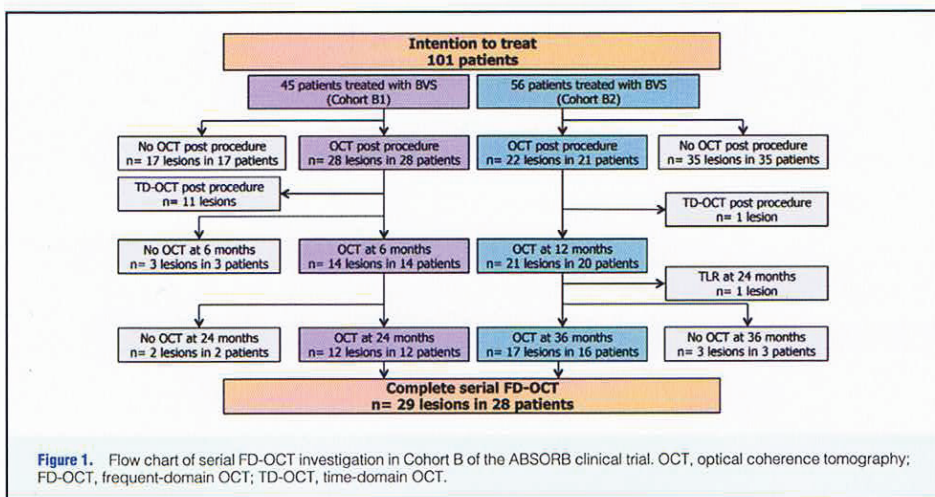 Intention to treat
101 patients
45 patients treated with BVS
(Cohort B1)
56 patients treated with BVS
(Cohort B2)
No OCT post procedure
n= 17 lesions in 17 patients
OCT post procedure
n= 28 lesions in 28 patients
OCT post procedure
n= 22 lesions in 21 patients
No OCT post procedure
n= 35 lesions in 35 patients
TD-OCT post procedure
n= 11 lesions
TD-OCT post procedure
n= 1 lesion
No OCT at 6 months
n= 3 lesions in 3 patients
OCT at 6 months
n= 14 lesions in 14 patients
OCT at 12 months
n= 21 lesions in 20 patients
TLR at 24 months
n= 1 lesion
No OCT at 24 months
n= 2 lesions in 2 patients
OCT at 24 months
n= 12 lesions in 12 patients
OCT at 36 months
n= 17 lesions in 16 patients
No OCT at 36 months
n= 3 lesions in 3 patients
Complete serial FD-OCT
n= 29 lesions in 28 patients
Figure 1. Flow chart of serial FD-OCT investigation in Cohort B of the ABSORB clinical trial. OCT, optical coherence tomography;
FD-OCT, frequent-domain OCT; TD-OCT, time-domain OCT.